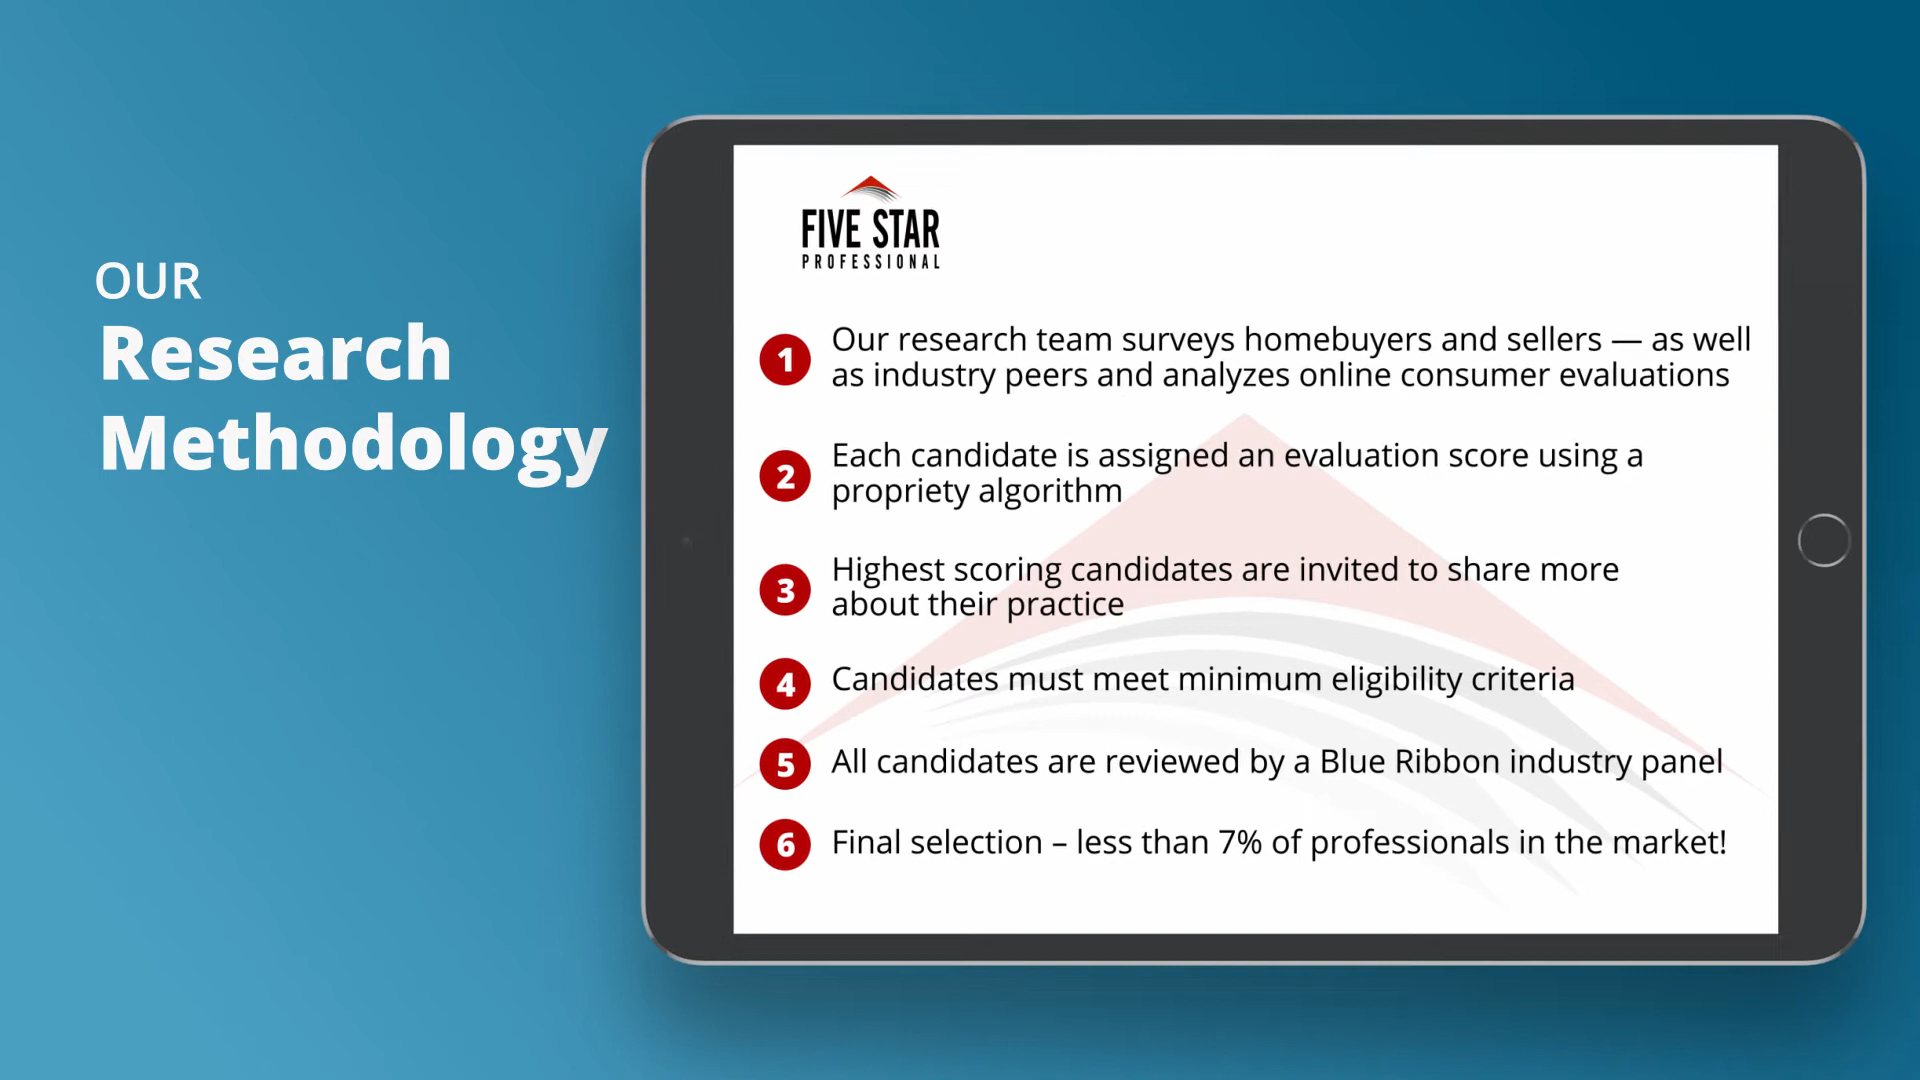 OUR
Research
Methodology
FIVE STAR
PROFESSIONAL
1 Our research team surveys homebuyers and sellers — as well
as industry peers and analyzes online consumer evaluations
2 Each candidate is assigned an evaluation score using a
propriety algorithm
3 Highest scoring candidates are invited to share more
about their practice
4 Candidates must meet minimum eligibility criteria
5 All candidates are reviewed by a Blue Ribbon industry panel
6 Final selection – less than 7% of professionals in the market!